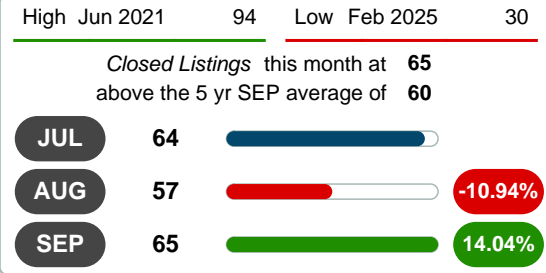 High Jun 2021 94 Low Feb 2025 30
Closed Listings this month at 65
above the 5 yr SEP average of 60
JUL 64
AUG 57 -10.94%
SEP 65 14.04%